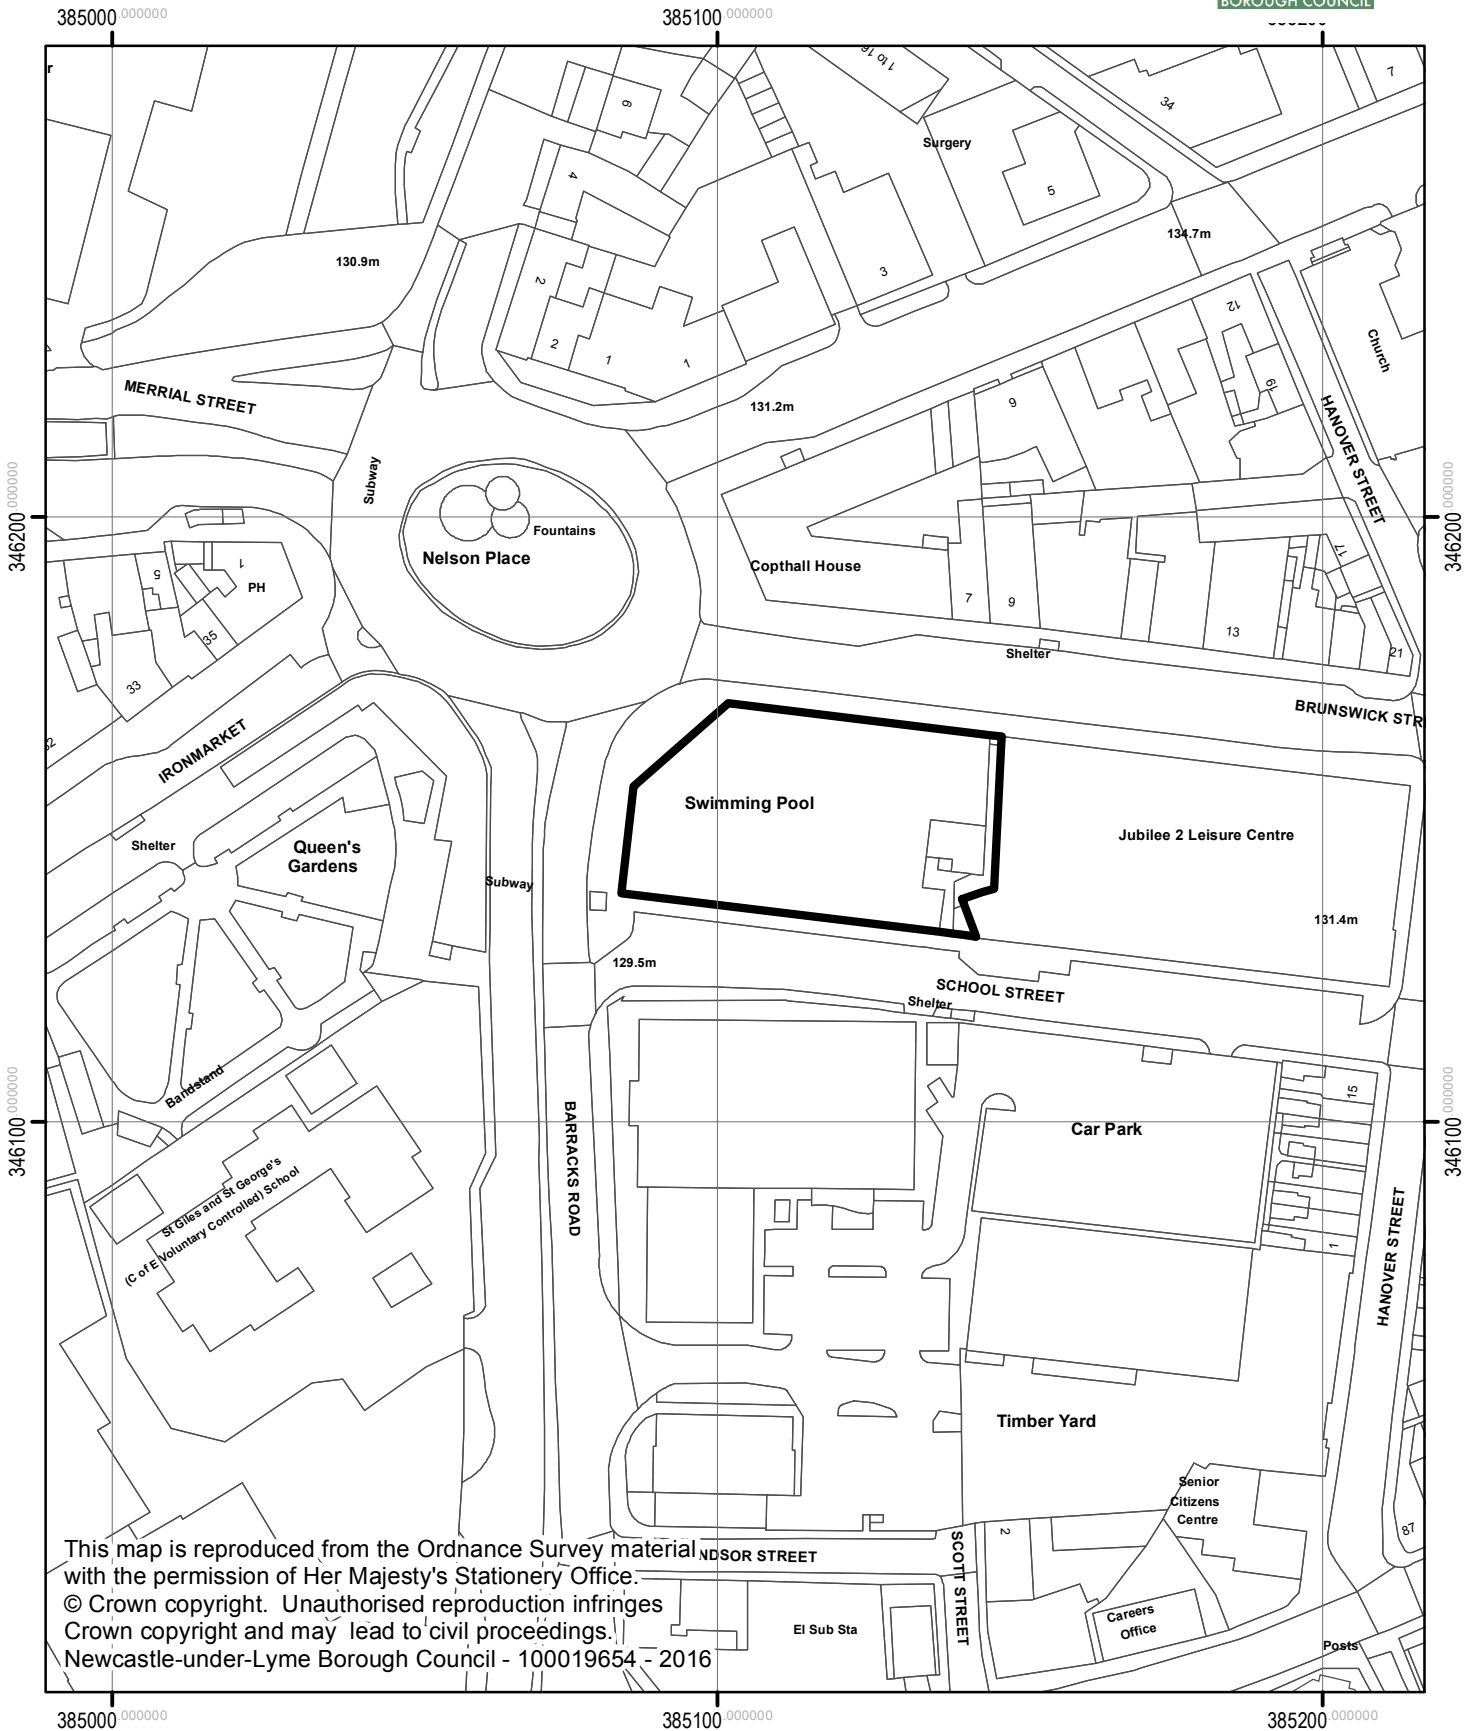 BOROUGH COUNCIL
385000.000000
385100.000000
1 to 16
7
34
6
Surgery
4
5
134.7m
130.9m
3
2
12
2
1
1
Church
19
MERRIAL STREET
131.2m
9
HANOVER STREET
Subway
346200.000000
346200.000000
Fountains
Nelson Place
Copthall House
17
5
1
PH
7
9
13
35
21
Shelter
33
BRUNSWICK STR
IRONMARKET
Swimming Pool
Jubilee 2 Leisure Centre
Shelter
Queen's
Gardens
Subway
131.4m
129.5m
SCHOOL STREET
Shelter
Bandstand
15
BARRACKS ROAD
Car Park
346100.000000
346100.000000
St Giles and St George's
(C of E Voluntary Controlled) School
HANOVER STREET
1
Timber Yard
Senior
Citizens
Centre
2
87
NDSOR STREET
SCOTT STREET
This map is reproduced from the Ordnance Survey material
with the permission of Her Majesty's Stationery Office.
© Crown copyright. Unauthorised reproduction infringes
Crown copyright and may lead to civil proceedings.
Newcastle-under-Lyme Borough Council - 100019654 - 2016
El Sub Sta
Careers
Office
Posts
385000.000000
385100.000000
385200.000000